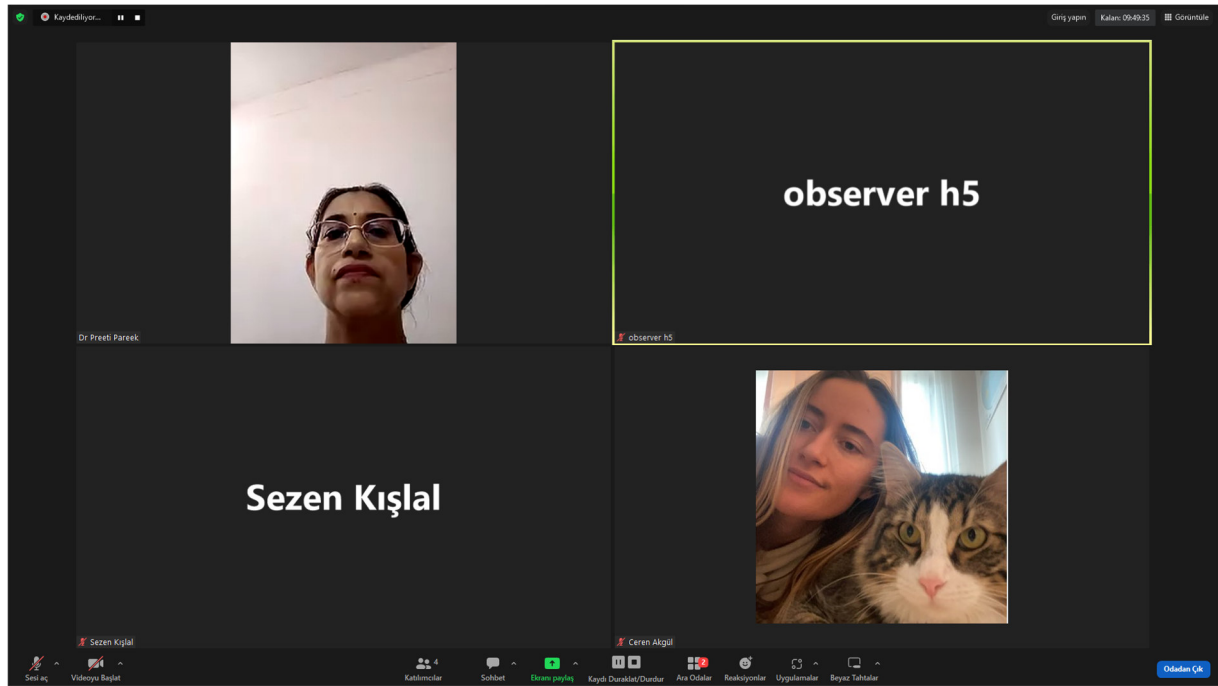 Kaydediliyor...
Giriş yapın
Kalan: 09:49:35
Görüntüle
observer h5
Dr Preeti Pareek
observer h5
Sezen Kışlal
Sezen Kışlal
Ceren Akgül
Sesi aç
Videoyu Başlat
4
Katılımcılar
Sohbet
Ekranı paylaş
Kaydı Duraklat/Durdur
2
Ara Odalar
Reaksiyonlar
Uygulamalar
Beyaz Tahtalar
Odadan Çık